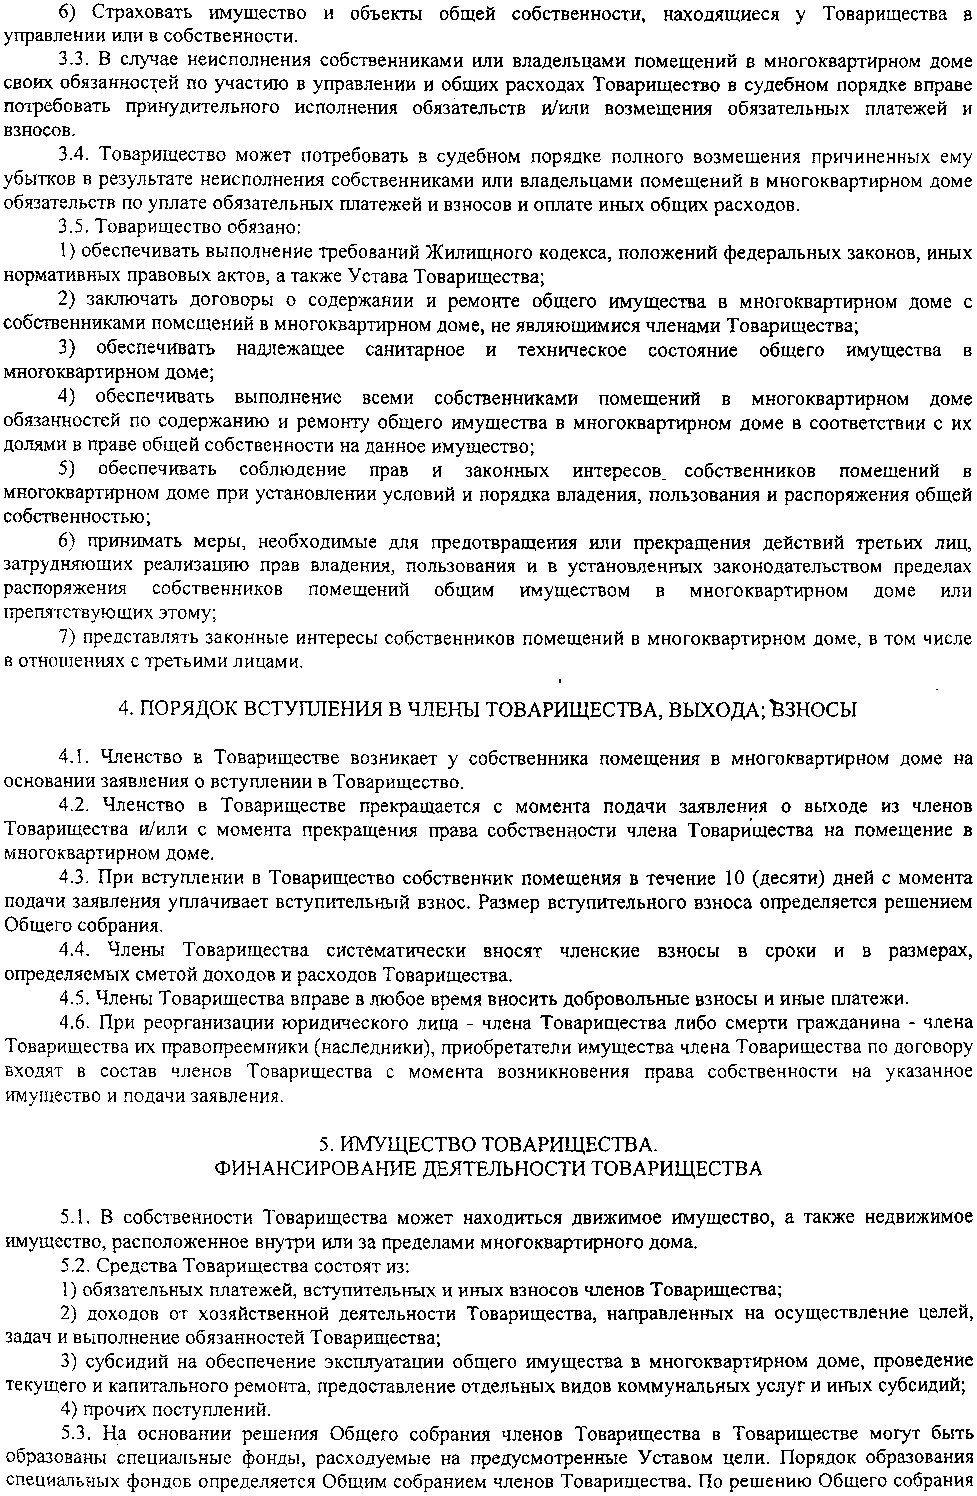 6) Страховать имущество и объекты общей собственности, находящиеся у Товарищества в
управлении или в собственности.
3.3. В случае неисполнения собственниками или владельцами помещений в многоквартирном доме
своих обязанностей по участию в управлении и общих расходах Товарищество в судебном порядке вправе
потребовать принудительного исполнения обязательств и/или возмещения обязательных платежей и
взносов.
3.4. Товарищество может потребовать в судебном порядке полного возмещения причиненных ему
убытков в результате неисполнения собственниками или владельцами помещений в многоквартирном доме
обязательств по уплате обязательных платежей и взносов и оплате иных общих расходов.
3.5. Товарищество обязано:
1) обеспечивать выполнение требований Жилищного кодекса, положений федеральных законов, иных
нормативных правовых актов, а также Устава Товарищества;
2) заключать договоры о содержании и ремонте общего имущества в многоквартирном доме с
собственниками помещений в многоквартирном доме, не являющимися членами Товарищества;
3) обеспечивать надлежащее санитарное и техническое состояние общего имущества в
многоквартирном доме;
4) обеспечивать выполнение всеми собственниками помещений в многоквартирном доме
обязанностей по содержанию и ремонту общего имущества в многоквартирном доме в соответствии с их
долями в праве общей собственности на данное имущество;
5) обеспечивать соблюдение прав и законных интересов собственников помещений в
многоквартирном доме при установлении условий и порядка владения, пользования и распоряжения общей
собственностью;
6) принимать меры, необходимые для предотвращения или прекращения действий третьих лиц,
затрудняющих реализацию прав владения, пользования и в установленных законодательством пределах
распоряжения собственников помещений общим имуществом в многоквартирном доме или
препятствующих этому;
7) представлять законные интересы собственников помещений в многоквартирном доме, в том числе
в отношениях с третьими лицами.
4. ПОРЯДОК ВСТУПЛЕНИЯ В ЧЛЕНЫ ТОВАРИЩЕСТВА, ВЫХОДА; ВЗНОСЫ
4.1. Членство в Товариществе возникает у собственника помещения в многоквартирном доме на
основании заявления о вступлении в Товарищество.
4.2. Членство в Товариществе прекращается с момента подачи заявления о выходе из членов
Товарищества и/или с момента прекращения права собственности члена Товарищества на помещение в
многоквартирном доме.
4.3. При вступлении в Товарищество собственник помещения в течение 10 (десяти) дней с момента
подачи заявления уплачивает вступительный взнос. Размер вступительного взноса определяется решением
Общего собрания.
4.4. Члены Товарищества систематически вносят членские взносы в сроки и в размерах,
определяемых сметой доходов и расходов Товарищества.
4.5. Члены Товарищества вправе в любое время вносить добровольные взносы и иные платежи.
4.6. При реорганизации юридического лица - члена Товарищества либо смерти гражданина - члена
Товарищества их правопреемники (наследники), приобретатели имущества члена Товарищества по договору
входят в состав членов Товарищества с момента возникновения права собственности на указанное
имущество и подачи заявления.
5. ИМУЩЕСТВО ТОВАРИЩЕСТВА.
ФИНАНСИРОВАНИЕ ДЕЯТЕЛЬНОСТИ ТОВАРИЩЕСТВА
5.1. В собственности Товарищества может находиться движимое имущество, а также недвижимое
имущество, расположенное внутри или за пределами многоквартирного дома.
5.2. Средства Товарищества состоят из:
1) обязательных платежей, вступительных и иных взносов членов Товарищества;
2) доходов от хозяйственной деятельности Товарищества, направленных на осуществление целей,
задач и выполнение обязанностей Товарищества;
3) субсидий на обеспечение эксплуатации общего имущества в многоквартирном доме, проведение
текущего и капитального ремонта, предоставление отдельных видов коммунальных услуг и иных субсидий;
4) прочих поступлений.
5.3. На основании решения Общего собрания членов Товарищества в Товариществе могут быть
образованы специальные фонды, расходуемые на предусмотренные Уставом цели. Порядок образования
специальных фондов определяется Общим собранием членов Товарищества. По решению Общего собрания